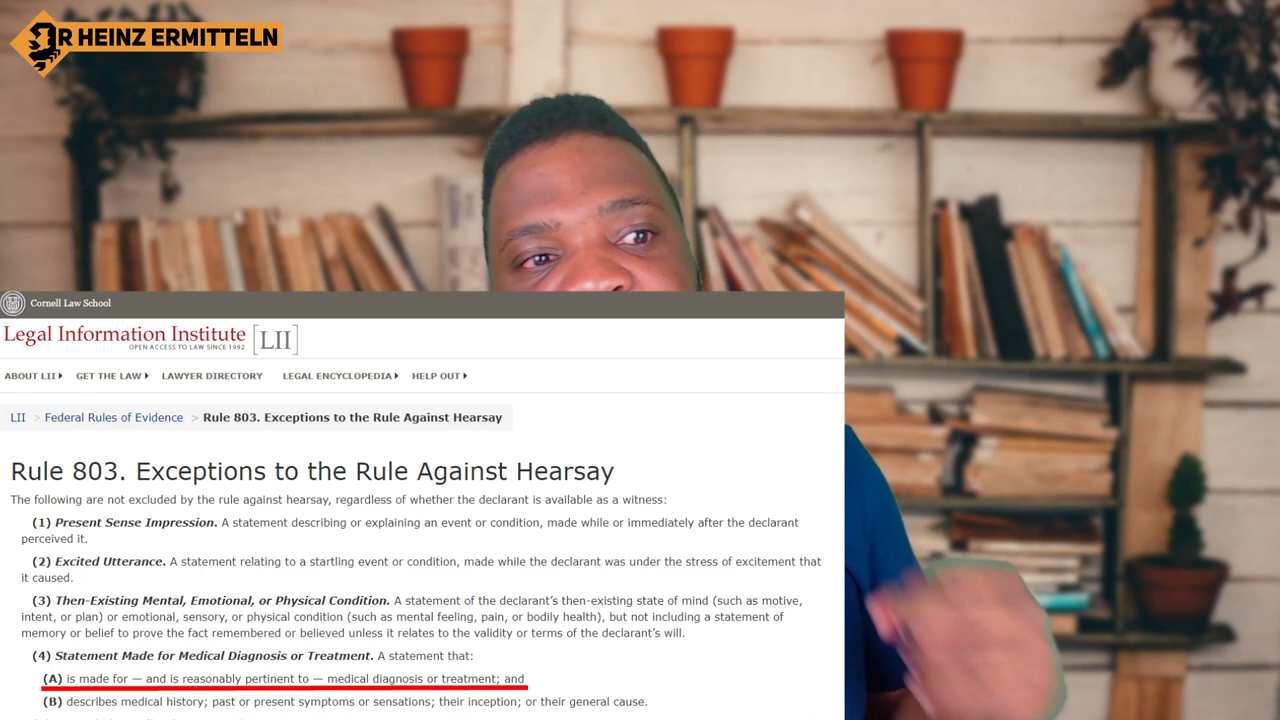 R HEINZ ERMITTELN
Cornell Law School
Legal Information Institute [LII]
OPEN ACCESS TO LAW SINCE 1992
ABOUT LII GET THE LAW LAWYER DIRECTORY LEGAL ENCYCLOPEDIA HELP OUT
LII > Federal Rules of Evidence > Rule 803. Exceptions to the Rule Against Hearsay
Rule 803. Exceptions to the Rule Against Hearsay
The following are not excluded by the rule against hearsay, regardless of whether the declarant is available as a witness:
(1) Present Sense Impression. A statement describing or explaining an event or condition, made while or immediately after the declarant
perceived it.
(2) Excited Utterance. A statement relating to a startling event or condition, made while the declarant was under the stress of excitement that
it caused.
(3) Then-Existing Mental, Emotional, or Physical Condition. A statement of the declarant’s then-existing state of mind (such as motive,
intent, or plan) or emotional, sensory, or physical condition (such as mental feeling, pain, or bodily health), but not including a statement of
memory or belief to prove the fact remembered or believed unless it relates to the validity or terms of the declarant’s will.
(4) Statement Made for Medical Diagnosis or Treatment. A statement that:
(A) is made for — and is reasonably pertinent to — medical diagnosis or treatment; and
(B) describes medical history; past or present symptoms or sensations; their inception; or their general cause.